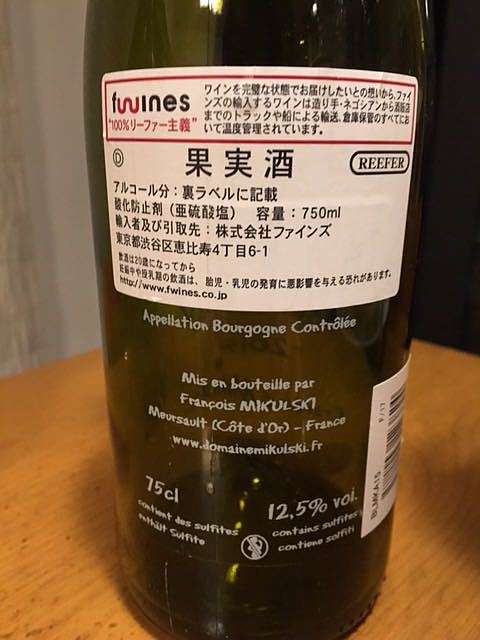 fwines
"100%リーファー主義"
ワインを完璧な状態でお届けしたいとの想いから、ファイ
ンズの輸入するワインは造り手・ネゴシアンから酒販店
までのトラックや船による輸送、倉庫保管のすべてにお
いて温度管理されています。
D
果実酒
REEFER
アルコール分：裏ラベルに記載
酸化防止剤（亜硫酸塩） 容量：750ml
輸入者及び引取先：株式会社ファインズ
東京都渋谷区恵比寿4丁目6-1
飲酒は20歳になってから
妊娠中や授乳期の飲酒は、胎児・乳児の発育に悪影響を与える恐れがあります。
http://www.fwines.co.jp
Appellation Bourgogne Contrôlée
Mis en bouteille par
François MIKULSKI
Meursault (Côte d'Or) - France
www.domainemikulski.fr
75cl
12,5% vol.
contient des sulfites
contains sulfites
enthält Sulfite
contiene solfiti
F/17
BLMKA15